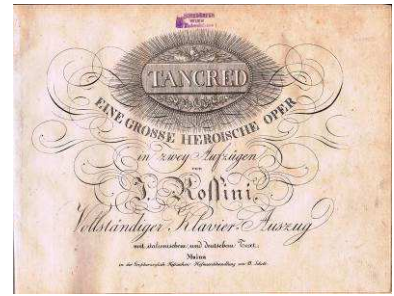 TANCRED
EINE GROSSE HEROISCHE OPER
in zwey Aufzügen
von
J. Rossini.
Vollständiger Klavier-Auszug
mit italienischem und deutschem Text.
Mainz
in der Grossherzoglich Hessischen Hofmusikhandlung von B. Schott